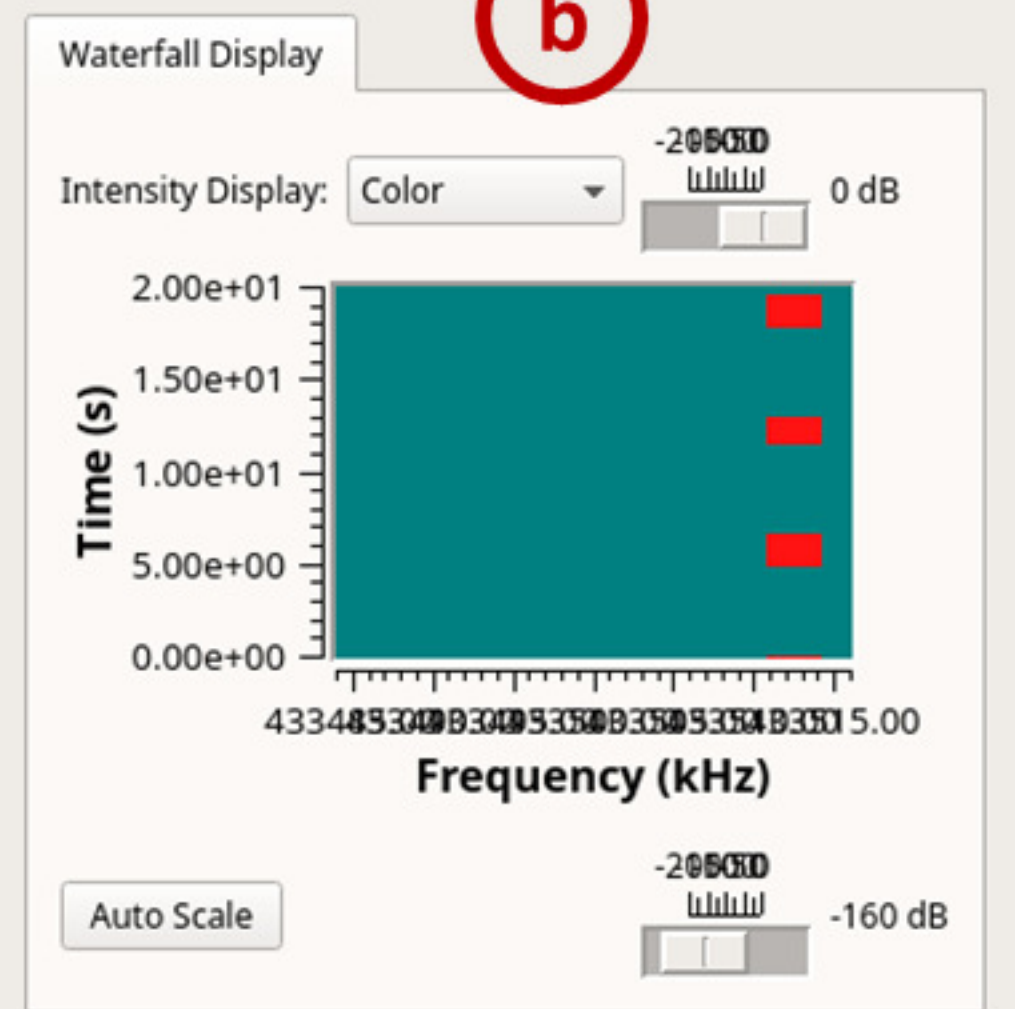 b
Waterfall Display
Intensity Display: Color 0 dB
2.00e+01
1.50e+01
1.00e+01
5.00e+00
0.00e+00
Time (s)
Frequency (kHz)
Auto Scale -160 dB